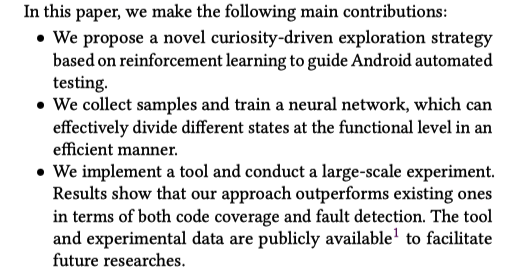 In this paper, we make the following main contributions:
• We propose a novel curiosity-driven exploration strategy
based on reinforcement learning to guide Android automated
testing.
• We collect samples and train a neural network, which can
effectively divide different states at the functional level in an
efficient manner.
• We implement a tool and conduct a large-scale experiment.
Results show that our approach outperforms existing ones
in terms of both code coverage and fault detection. The tool
and experimental data are publicly available1 to facilitate
future researches.